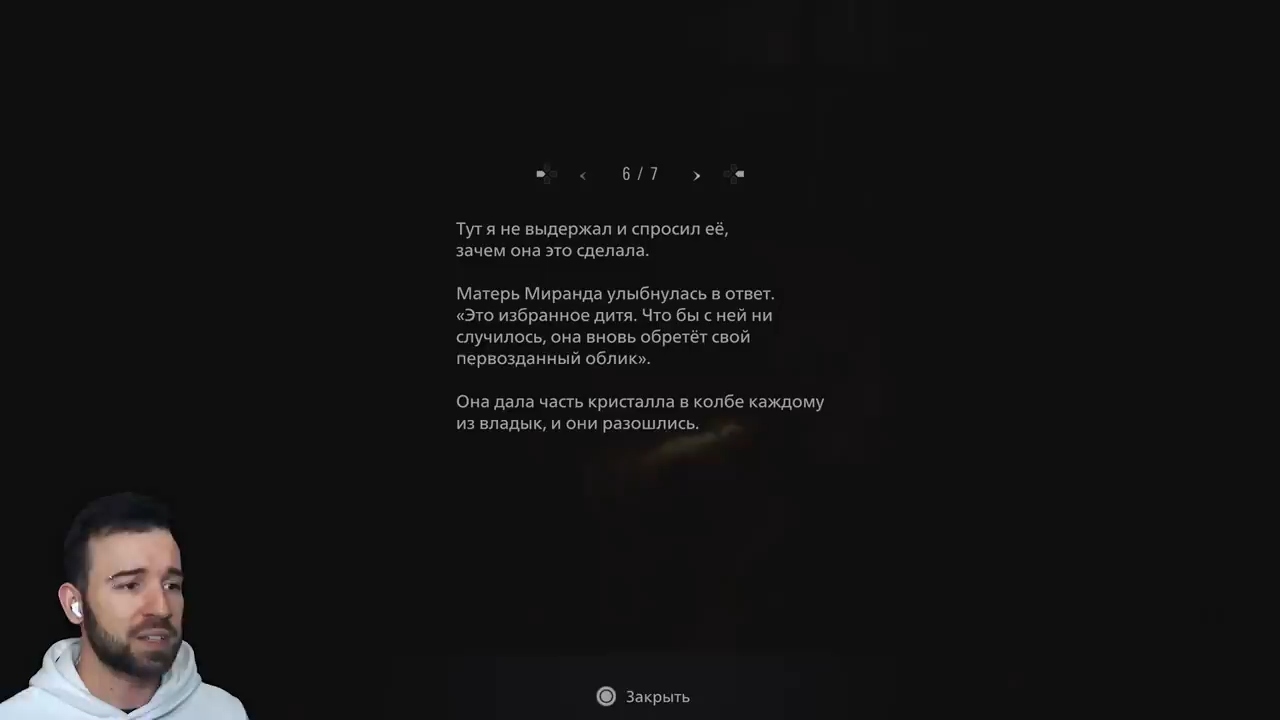 6 / 7
Тут я не выдержал и спросил её,
зачем она это сделала.
Матерь Миранда улыбнулась в ответ.
«Это избранное дитя. Что бы с ней ни
случилось, она вновь обретёт свой
первозданный облик».
Она дала часть кристалла в колбе каждому
из владык, и они разошлись.
Закрыть